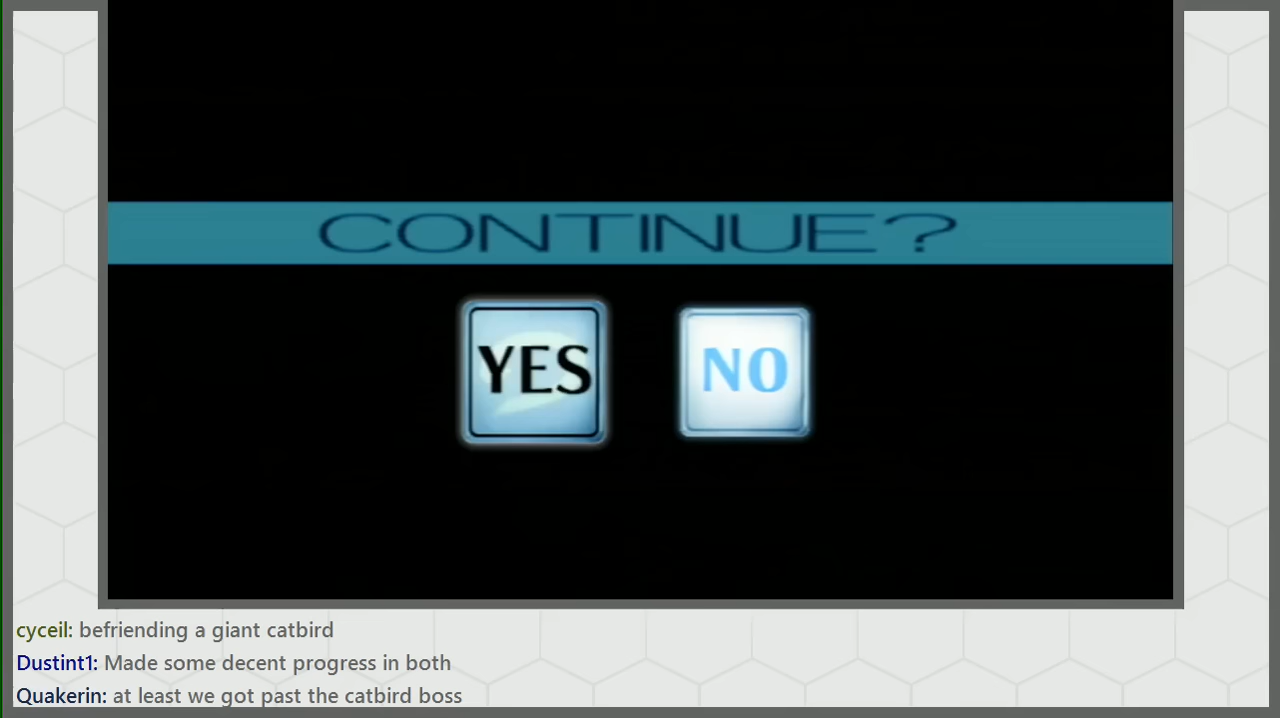 CONTINUE?
YES NO
cyceil: befriending a giant catbird
Dustint1: Made some decent progress in both
Quakerin: at least we got past the catbird boss